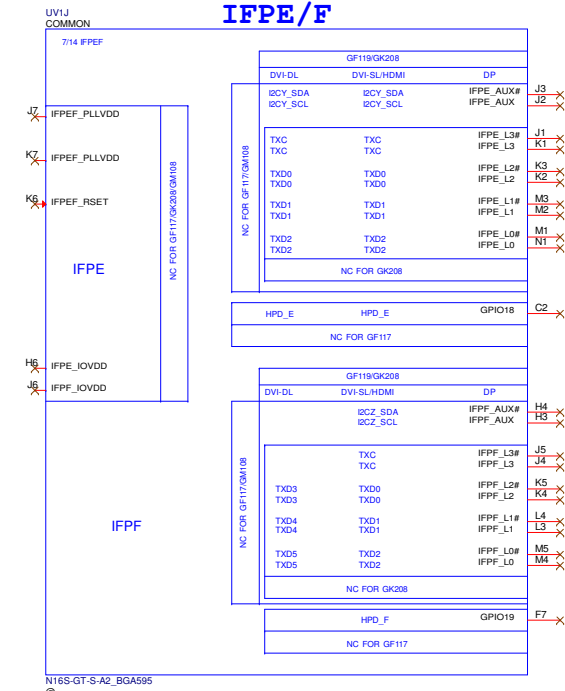 IFPE/F
UV1J
COMMON
7/14 IFPEF
GF119/GK208
DVI-DL DVI-SL/HDMI DP
I2CY_SDA I2CY_SDA IFPE_AUX# J3
I2CY_SCL I2CY_SCL IFPE_AUX J2
J7 IFPEF_PLLVDD
K7 IFPEF_PLLVDD
K6 IFPEF_RSET
NC FOR GF117/GK208/GM108
NC FOR GF117/GM108
TXC TXC IFPE_L3# J1
TXC TXC IFPE_L3 K1
TXD0 TXD0 IFPE_L2# K3
TXD0 TXD0 IFPE_L2 K2
TXD1 TXD1 IFPE_L1# M3
TXD1 TXD1 IFPE_L1 M2
TXD2 TXD2 IFPE_L0# M1
TXD2 TXD2 IFPE_L0 N1
IFPE
NC FOR GK208
HPD_E HPD_E GPIO18 C2
NC FOR GF117
H6 IFPE_IOVDD
J6 IFPF_IOVDD
GF119/GK208
DVI-DL DVI-SL/HDMI DP
I2CZ_SDA IFPF_AUX# H4
I2CZ_SCL IFPF_AUX H3
NC FOR GF117/GM108
TXC IFPF_L3# J5
TXC IFPF_L3 J4
TXD3 TXD0 IFPF_L2# K5
TXD3 TXD0 IFPF_L2 K4
TXD4 TXD1 IFPF_L1# L4
TXD4 TXD1 IFPF_L1 L3
IFPF
TXD5 TXD2 IFPF_L0# M5
TXD5 TXD2 IFPF_L0 M4
NC FOR GK208
HPD_F GPIO19 F7
NC FOR GF117
N16S-GT-S-A2_BGA595
@